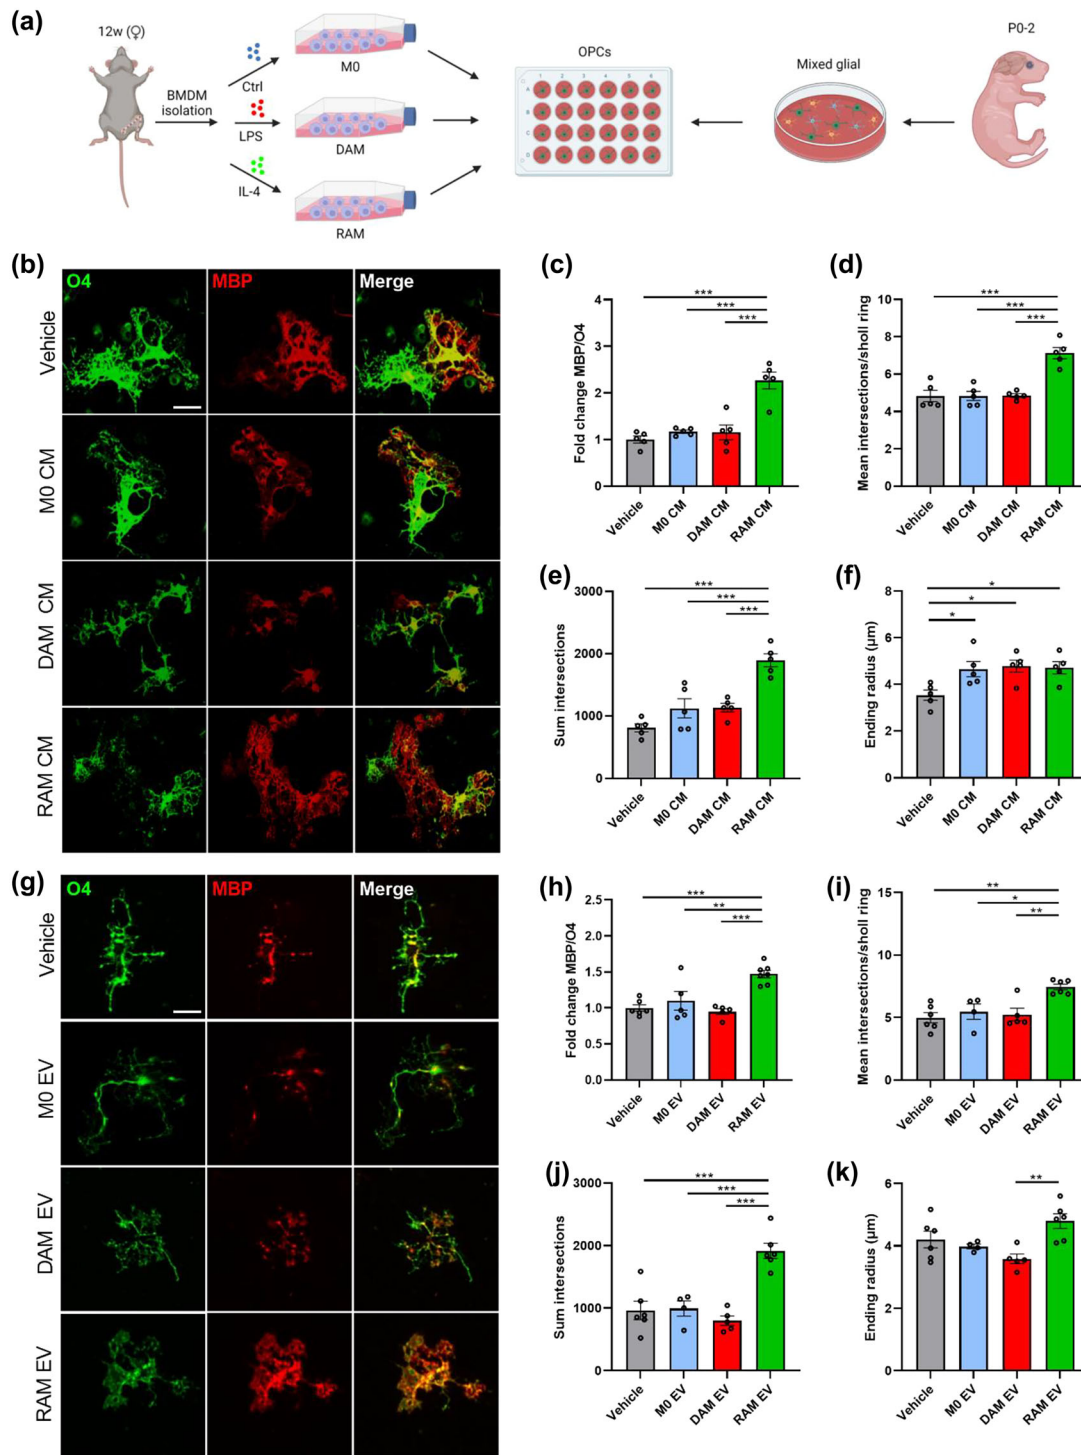 (a)
12w (♀)
BMDM
isolation
Ctrl
LPS
IL-4
M0
DAM
RAM
OPCs
1 2 3 4 5 6
A
B
C
D
Mixed glial
P0-2
(b)
O4 MBP Merge
Vehicle
M0 CM
DAM CM
RAM CM
(c)
Fold change MBP/O4
4
3
2
1
0
***
***
***
Vehicle
M0 CM
DAM CM
RAM CM
(d)
Mean intersections/sholl ring
10
8
6
4
2
0
***
***
***
Vehicle
M0 CM
DAM CM
RAM CM
(e)
Sum intersections
3000
2000
1000
0
***
***
***
Vehicle
M0 CM
DAM CM
RAM CM
(f)
Ending radius (μm)
8
6
4
2
0
*
*
*
Vehicle
M0 CM
DAM CM
RAM CM
(g)
O4 MBP Merge
Vehicle
M0 EV
DAM EV
RAM EV
(h)
Fold change MBP/O4
2.5
2.0
1.5
1.0
0.5
0.0
***
**
***
Vehicle
M0 EV
DAM EV
RAM EV
(i)
Mean intersections/sholl ring
15
10
5
0
**
*
**
Vehicle
M0 EV
DAM EV
RAM EV
(j)
Sum intersections
3000
2000
1000
0
***
***
***
Vehicle
M0 EV
DAM EV
RAM EV
(k)
Ending radius (μm)
6
4
2
0
**
Vehicle
M0 EV
DAM EV
RAM EV